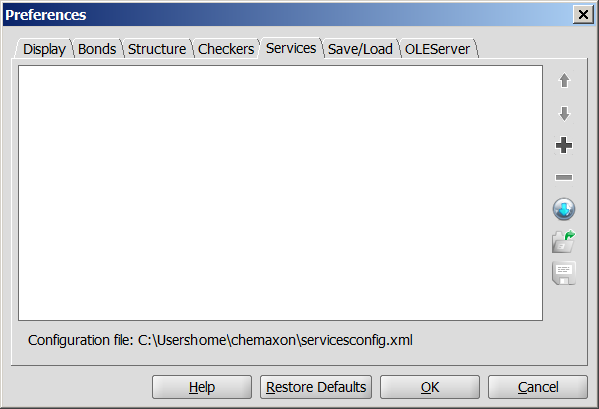 Preferences
Display Bonds Structure Checkers Services Save/Load OLEServer
Configuration file: C:\Usershome\chemaxon\servicesconfig.xml
Help Restore Defaults OK Cancel